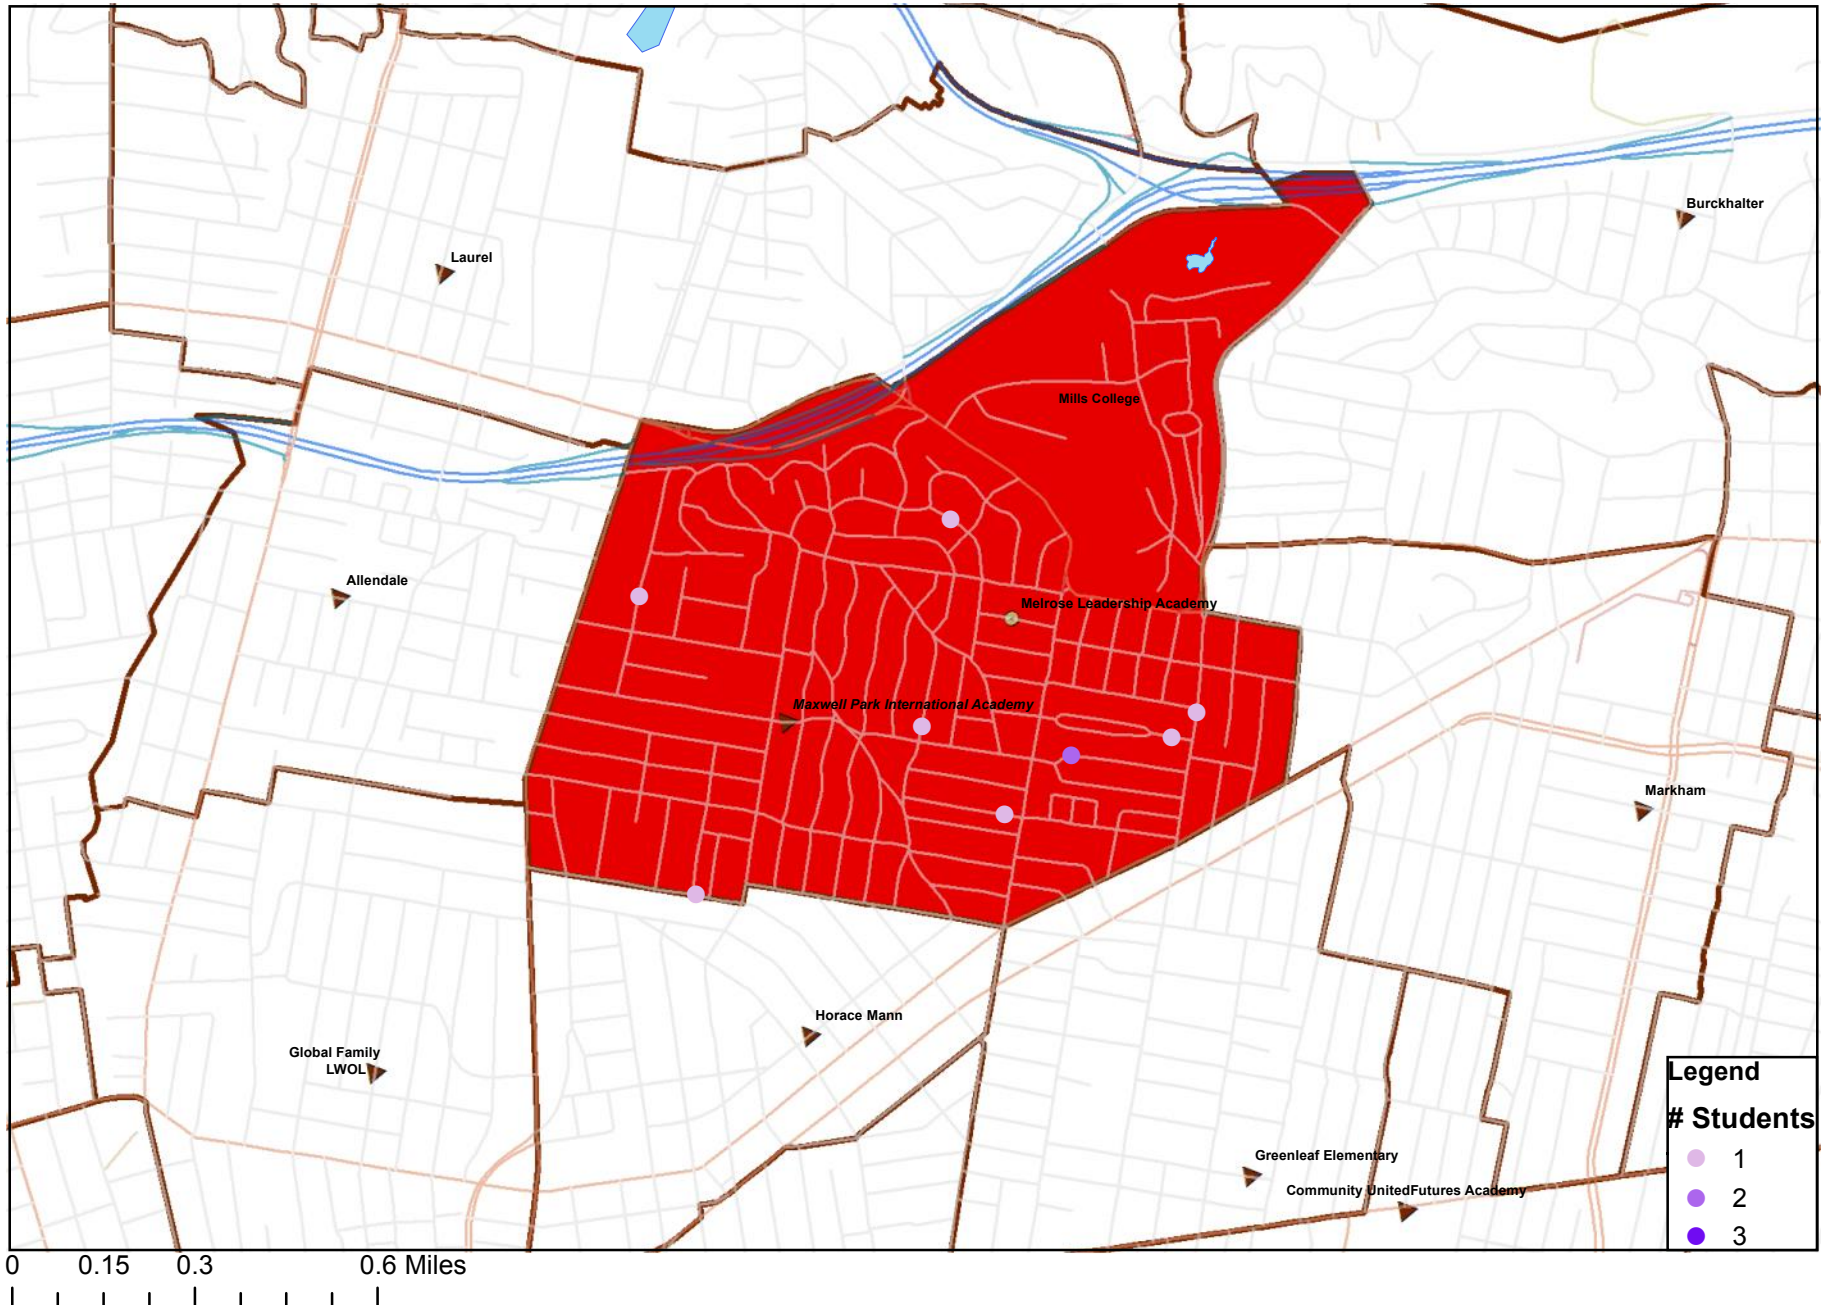 Burckhalter
Laurel
Mills College
Allendale
Melrose Leadership Academy
Maxwell Park International Academy
Markham
Horace Mann
Global Family
LWOL
Greenleaf Elementary
Community UnitedFutures Academy
Legend
# Students
1
2
3
0 0.15 0.3 0.6 Miles